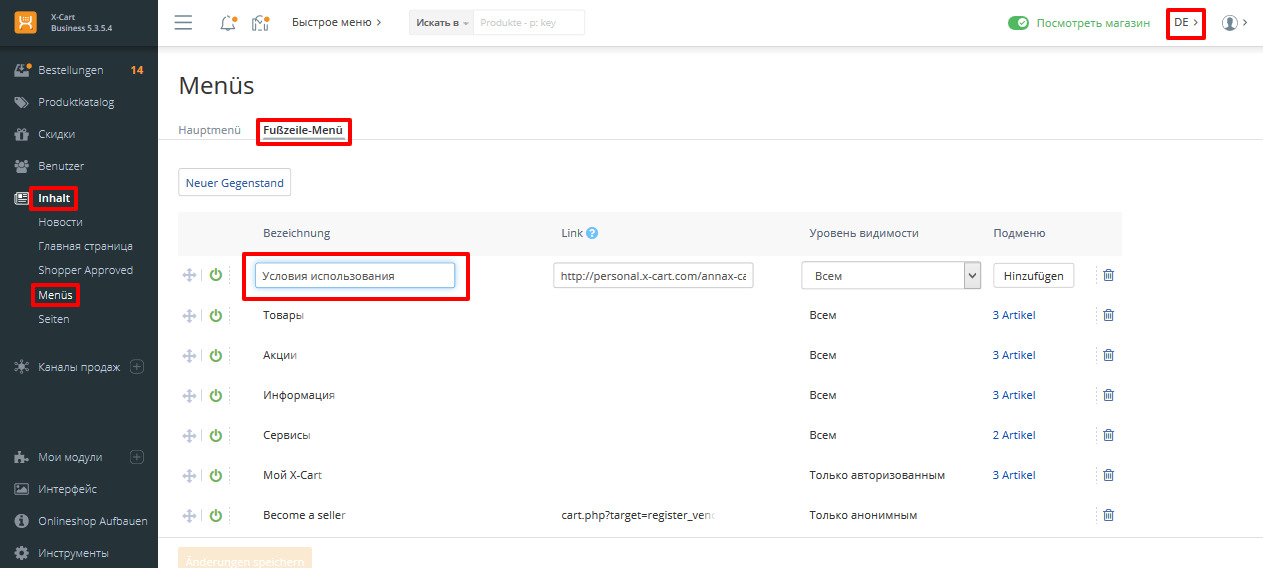 X-Cart
Business 5.3.5.4
Быстрое меню
Искать в
Produkte - p: key
Посмотреть магазин
DE
Bestellungen 14
Produktkatalog
Скидки
Benutzer
Inhalt
Новости
Главная страница
Shopper Approved
Menüs
Seiten
Каналы продаж
Мои модули
Интерфейс
Onlineshop Aufbauen
Инструменты
Menüs
Hauptmenü Fußzeile-Menü
Neuer Gegenstand
Bezeichnung Link ? Уровень видимости Подменю
Условия использования http://personal.x-cart.com/annax-ca Всем Hinzufügen
Товары Всем 3 Artikel
Акции Всем 3 Artikel
Информация Всем 3 Artikel
Сервисы Всем 2 Artikel
Мой X-Cart Только авторизованным 3 Artikel
Become a seller cart.php?target=register_vend Только анонимным
Änderungen speichern